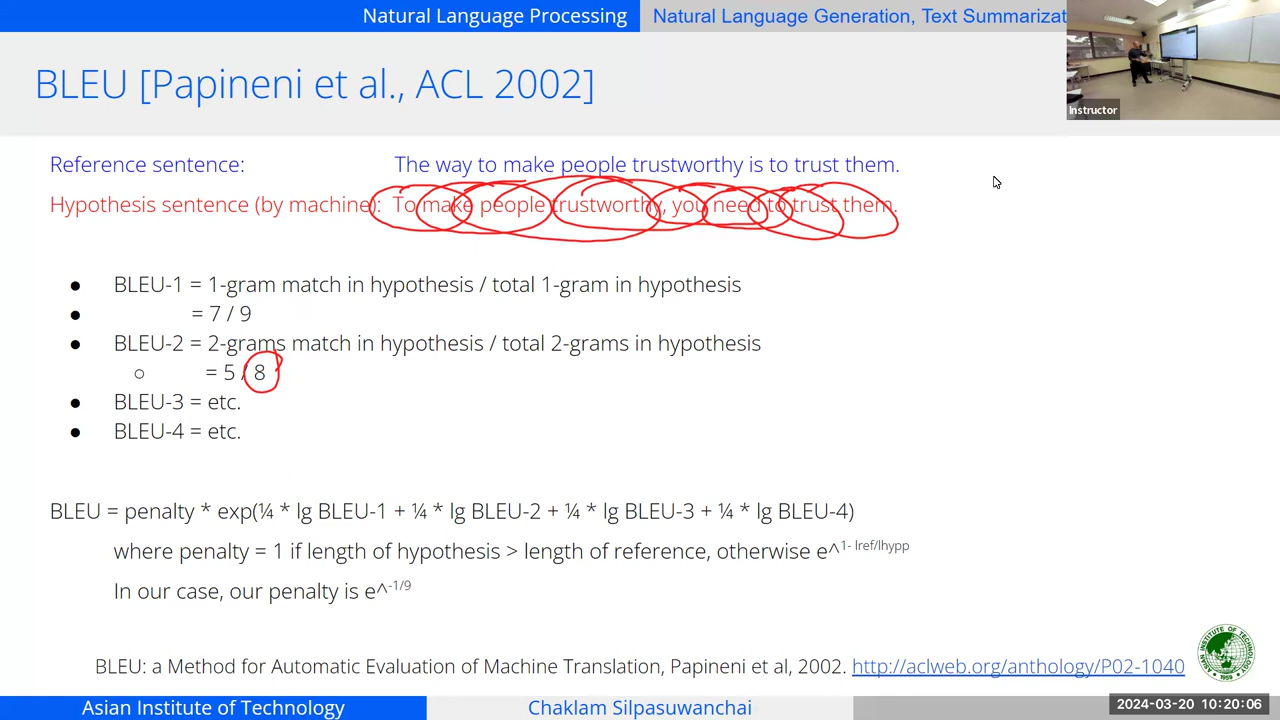 Natural Language Processing
Natural Language Generation, Text Summarizat
Instructor
BLEU [Papineni et al., ACL 2002]
Reference sentence: The way to make people trustworthy is to trust them.
Hypothesis sentence (by machine): To make people trustworthy, you need to trust them.
● BLEU-1 = 1-gram match in hypothesis / total 1-gram in hypothesis
● = 7 / 9
● BLEU-2 = 2-grams match in hypothesis / total 2-grams in hypothesis
○ = 5 / 8
● BLEU-3 = etc.
● BLEU-4 = etc.
BLEU = penalty * exp(¼ * lg BLEU-1 + ¼ * lg BLEU-2 + ¼ * lg BLEU-3 + ¼ * lg BLEU-4)
where penalty = 1 if length of hypothesis > length of reference, otherwise e^1- lref/lhypp
In our case, our penalty is e^-1/9
BLEU: a Method for Automatic Evaluation of Machine Translation, Papineni et al, 2002. http://aclweb.org/anthology/P02-1040
Asian Institute of Technology
Chaklam Silpasuwanchai
2024-03-20 10:20:06